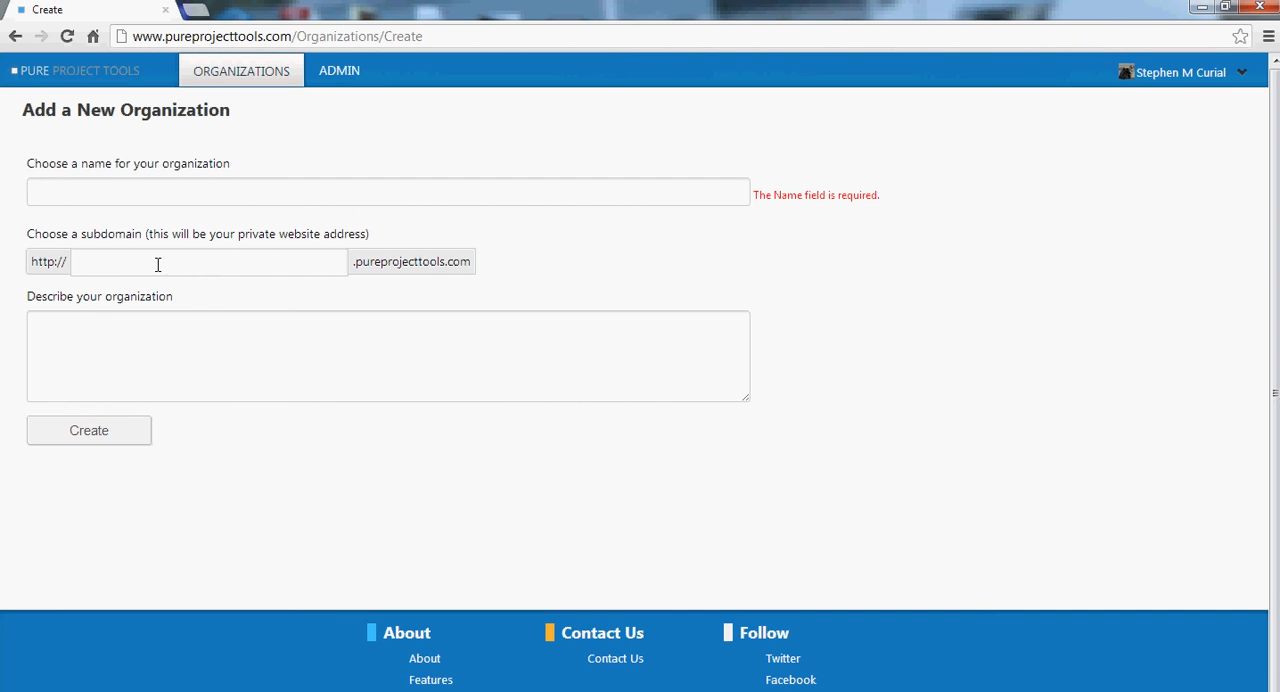 Create
www.pureprojecttools.com/Organizations/Create
PURE PROJECT TOOLS
ORGANIZATIONS
ADMIN
Stephen M Curial
Add a New Organization
Choose a name for your organization
The Name field is required.
Choose a subdomain (this will be your private website address)
http://
.pureprojecttools.com
Describe your organization
Create
About
About
Features
Contact Us
Contact Us
Follow
Twitter
Facebook